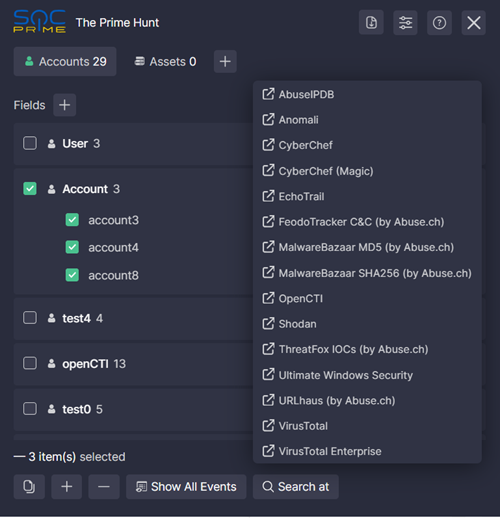 SOC
PRIME
The Prime Hunt
Accounts 29
Assets 0
Fields
User 3
Account 3
account3
account4
account8
test4 4
openCTI 13
test0 5
AbuseIPDB
Anomali
CyberChef
CyberChef (Magic)
EchoTrail
FeodoTracker C&C (by Abuse.ch)
MalwareBazaar MD5 (by Abuse.ch)
MalwareBazaar SHA256 (by Abuse.ch)
OpenCTI
Shodan
ThreatFox IOCs (by Abuse.ch)
Ultimate Windows Security
URLhaus (by Abuse.ch)
VirusTotal
VirusTotal Enterprise
— 3 item(s) selected
Show All Events
Search at